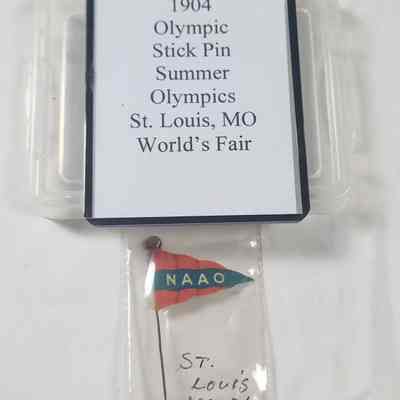 1904
Olympic
Stick Pin
Summer
Olympics
St. Louis, MO
World's Fair
NAAO
ST.
LOUIS